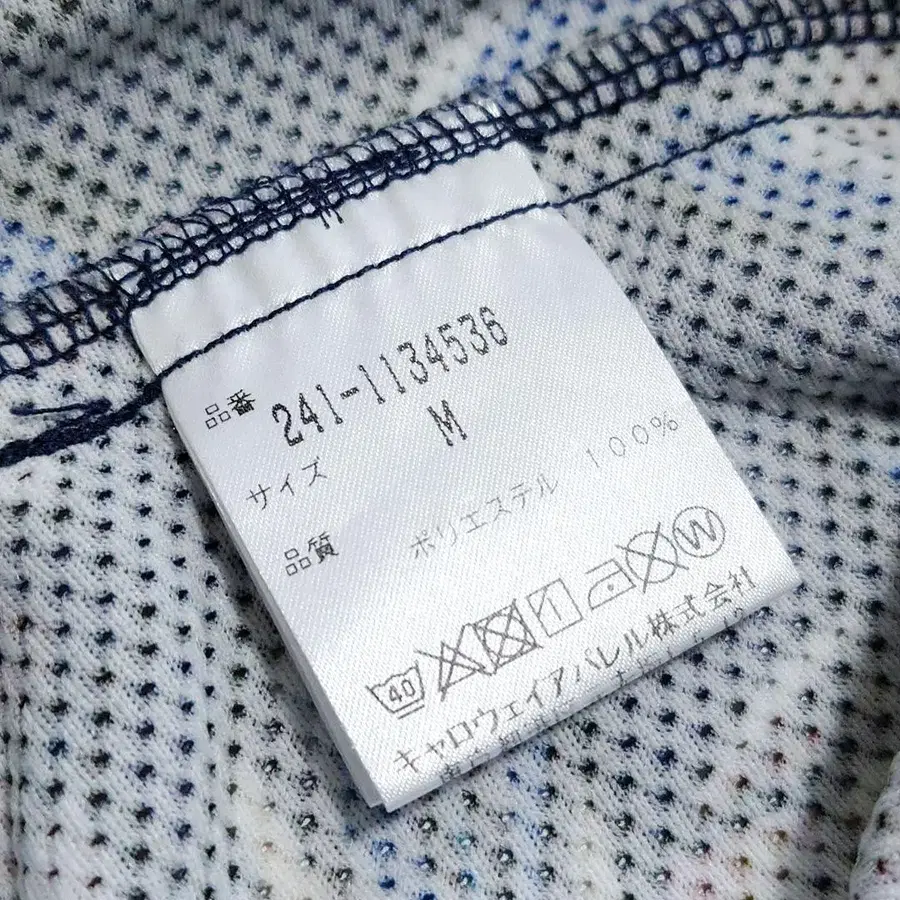 品番 241-1134536
サイズ M
品質 ポリエステル 100%
40 W
キャロウェイアパレル株式会社